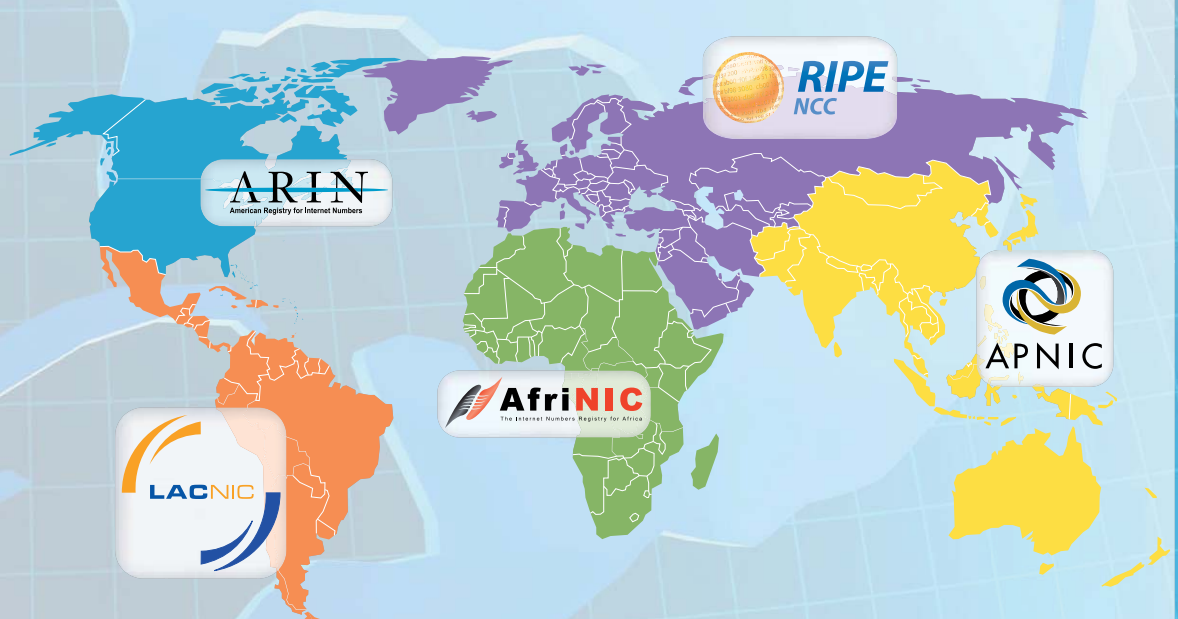 RIPE
NCC
ARIN
American Registry for Internet Numbers
APNIC
AfriNIC
The Internet Numbers Registry for Africa
LACNIC